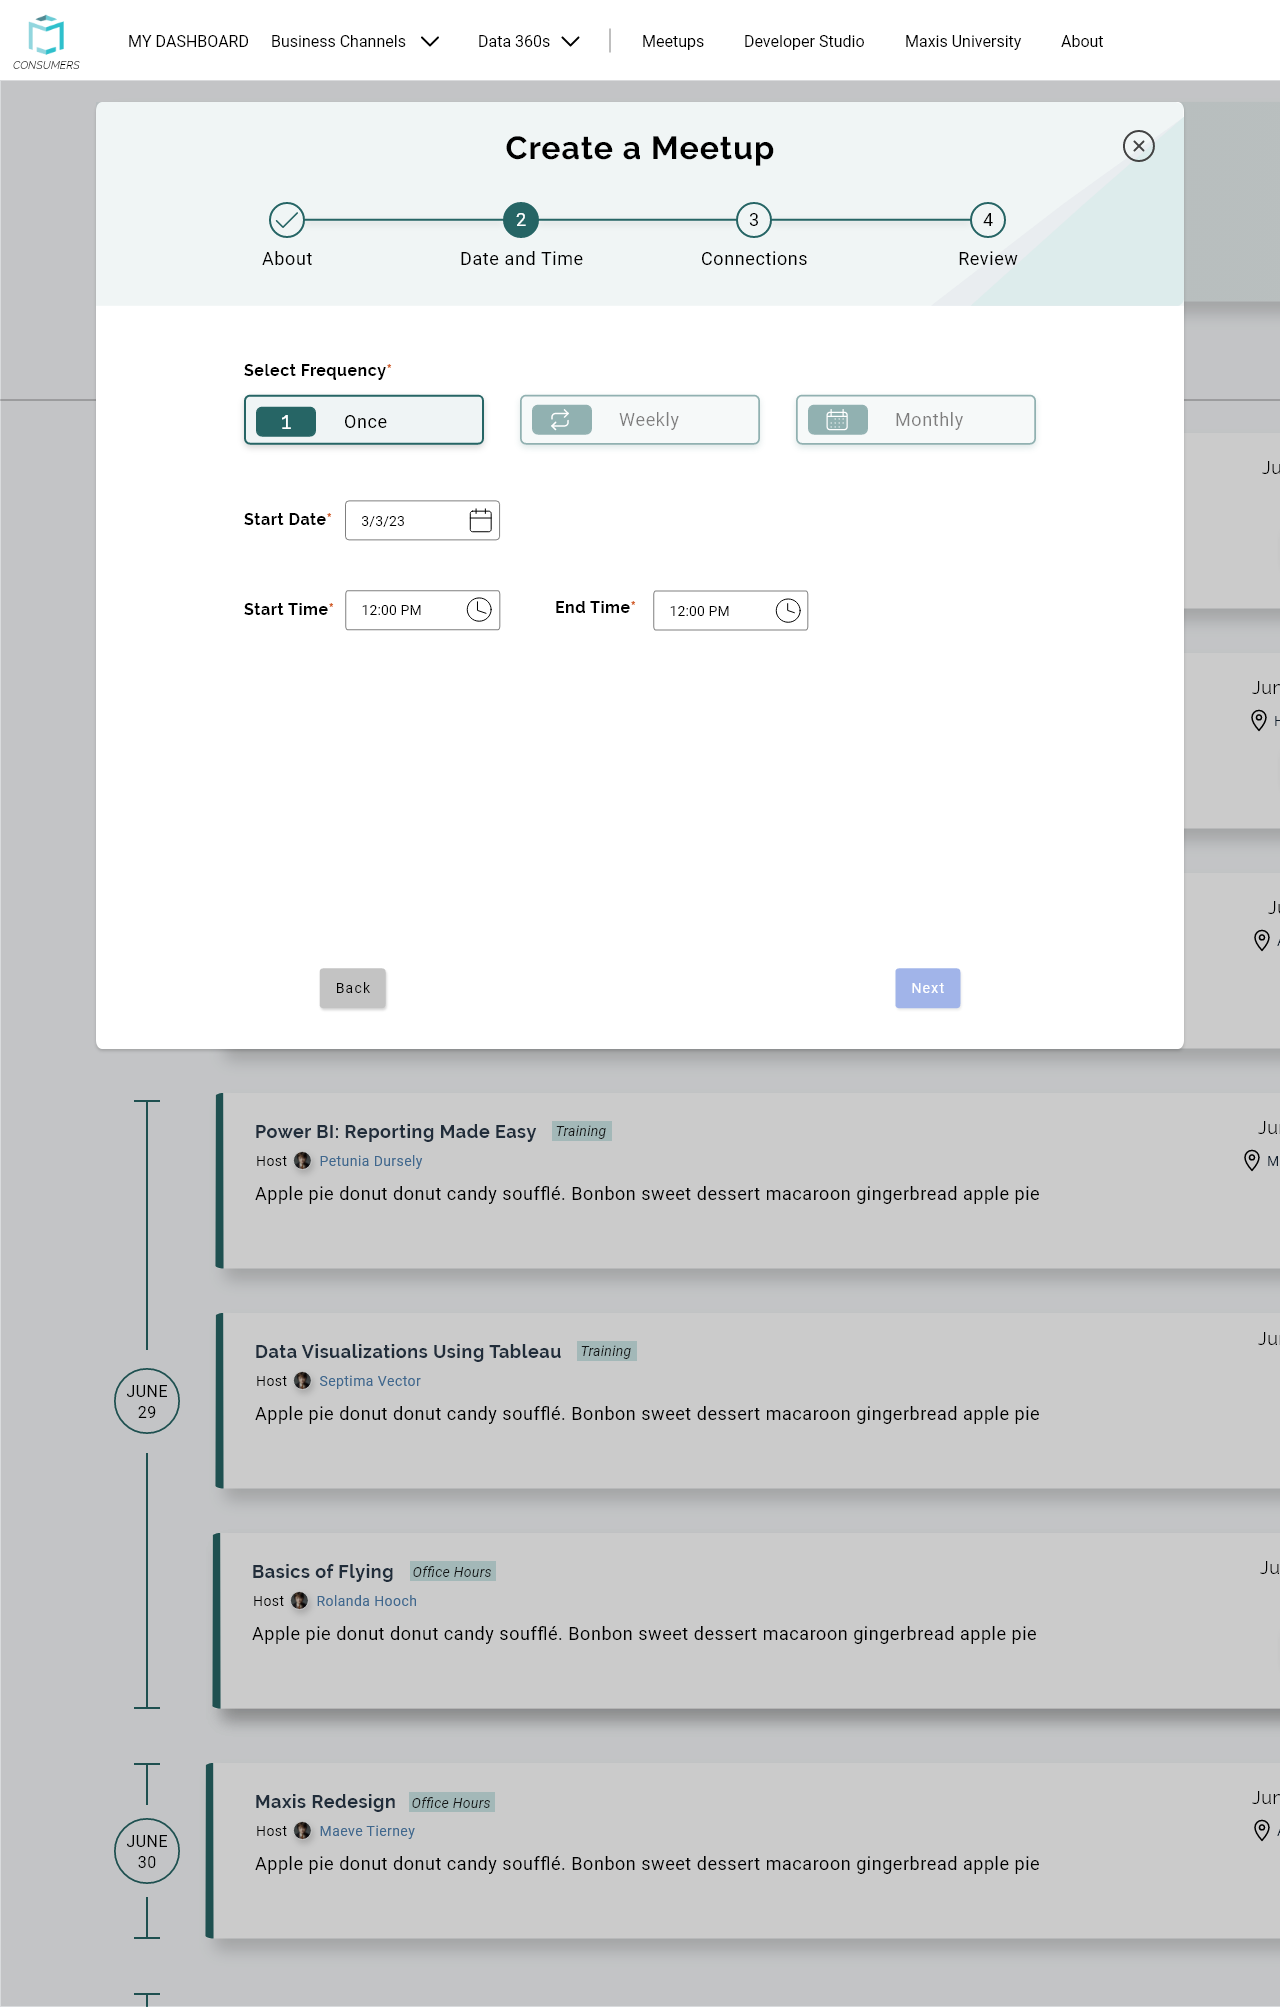 CONSUMERS
MY DASHBOARD Business Channels Data 360s Meetups Developer Studio Maxis University About
Create a Meetup
2 3 4
About Date and Time Connections Review
Select Frequency*
1 Once Weekly Monthly
Start Date* 3/3/23
Start Time* 12:00 PM End Time* 12:00 PM
Back Next
Power BI: Reporting Made Easy Training
Host Petunia Dursely
Apple pie donut donut candy soufflé. Bonbon sweet dessert macaroon gingerbread apple pie
JUNE
29
Data Visualizations Using Tableau Training
Host Septima Vector
Apple pie donut donut candy soufflé. Bonbon sweet dessert macaroon gingerbread apple pie
Basics of Flying Office Hours
Host Rolanda Hooch
Apple pie donut donut candy soufflé. Bonbon sweet dessert macaroon gingerbread apple pie
JUNE
30
Maxis Redesign Office Hours
Host Maeve Tierney
Apple pie donut donut candy soufflé. Bonbon sweet dessert macaroon gingerbread apple pie